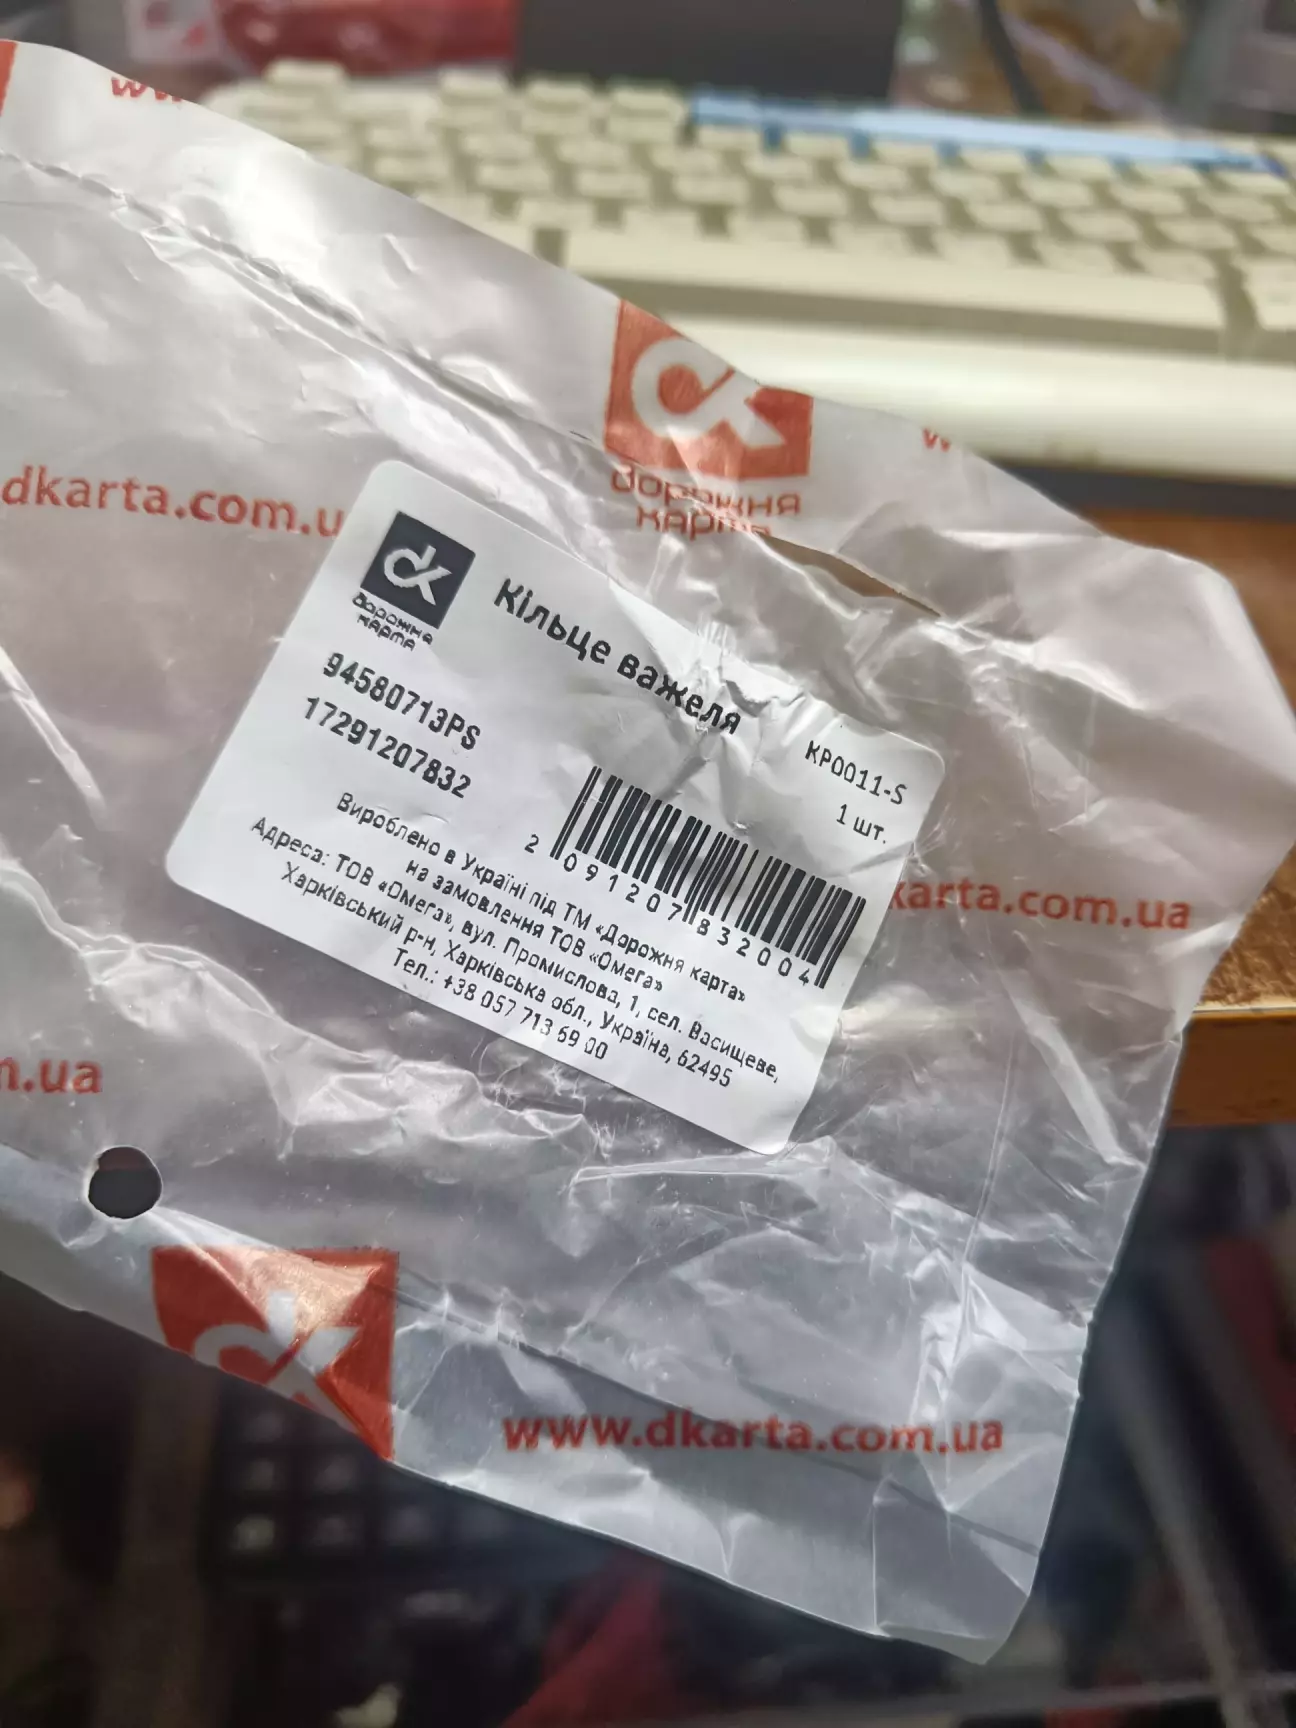 dkarta.com.u
дорожня
карта
dk
дорожня
карта
Кільце важеля
94580713PS
17291207832
KP0011-S
1 шт.
2 091207 832004
Вироблено в Україні під ТМ «Дорожня карта»
на замовлення ТОВ «Омега»
Адреса: ТОВ «Омега», вул. Промислова, 1, сел. Васищеве,
Харківський р-н, Харківська обл., Україна, 62495
Тел.: +38 057 713 69 00
karta.com.ua
m.ua
www.dkarta.com.ua